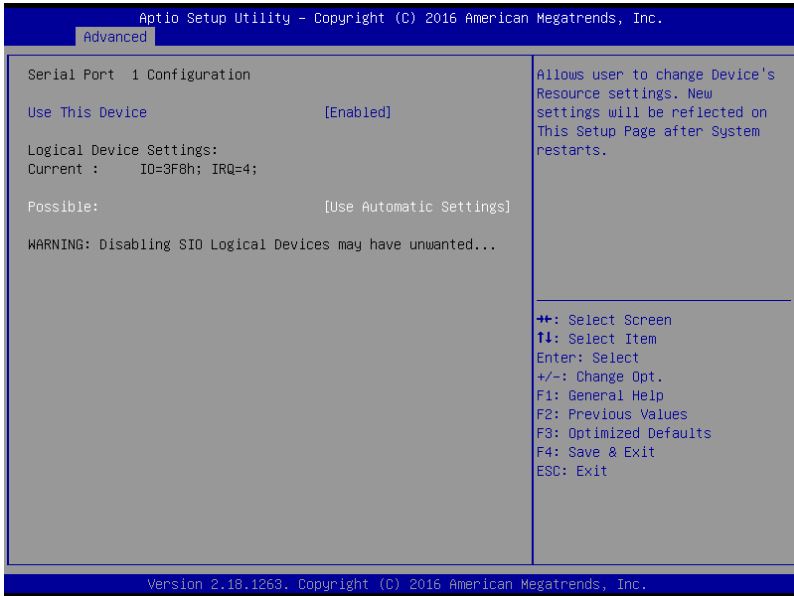 Aptio Setup Utility – Copyright (C) 2016 American Megatrends, Inc.
Advanced
Serial Port  1 Configuration
Use This Device [Enabled]
Logical Device Settings:
Current : IO=3F8h; IRQ=4;
Possible: [Use Automatic Settings]
WARNING: Disabling SIO Logical Devices may have unwanted...
Allows user to change Device's
Resource settings. New
settings will be reflected on
This Setup Page after System
restarts.
→←: Select Screen
↑↓: Select Item
Enter: Select
+/-: Change Opt.
F1: General Help
F2: Previous Values
F3: Optimized Defaults
F4: Save & Exit
ESC: Exit
Version 2.18.1263. Copyright (C) 2016 American Megatrends, Inc.